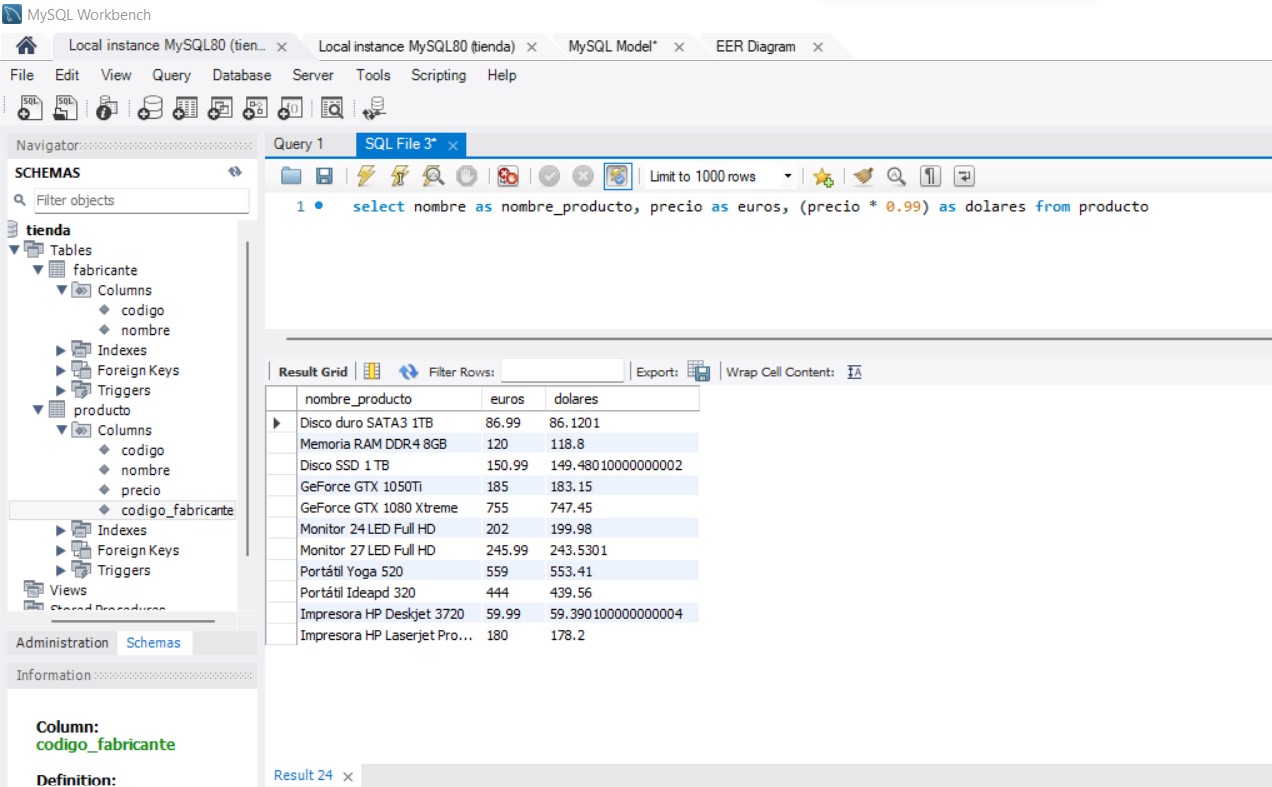 MySQL Workbench
Local instance MySQL80 (tien... Local instance MySQL80 (tienda) MySQL Model* EER Diagram
File Edit View Query Database Server Tools Scripting Help
Navigator
Query 1 SQL File 3*
SCHEMAS
Limit to 1000 rows
Filter objects
1 select nombre as nombre_producto, precio as euros, (precio * 0.99) as dolares from producto
tienda
Tables
fabricante
Columns
codigo
nombre
Indexes
Foreign Keys
Triggers
producto
Columns
codigo
nombre
precio
codigo_fabricante
Indexes
Foreign Keys
Triggers
Views
Stored Procedures
Administration Schemas
Information
Column:
codigo_fabricante
Definition:
Result Grid Filter Rows: Export: Wrap Cell Content:
nombre_producto euros dolares
Disco duro SATA3 1TB 86.99 86.1201
Memoria RAM DDR4 8GB 120 118.8
Disco SSD 1 TB 150.99 149.48010000000002
GeForce GTX 1050Ti 185 183.15
GeForce GTX 1080 Xtreme 755 747.45
Monitor 24 LED Full HD 202 199.98
Monitor 27 LED Full HD 245.99 243.5301
Portátil Yoga 520 559 553.41
Portátil Ideapd 320 444 439.56
Impresora HP Deskjet 3720 59.99 59.390100000000004
Impresora HP Laserjet Pro... 180 178.2
Result 24